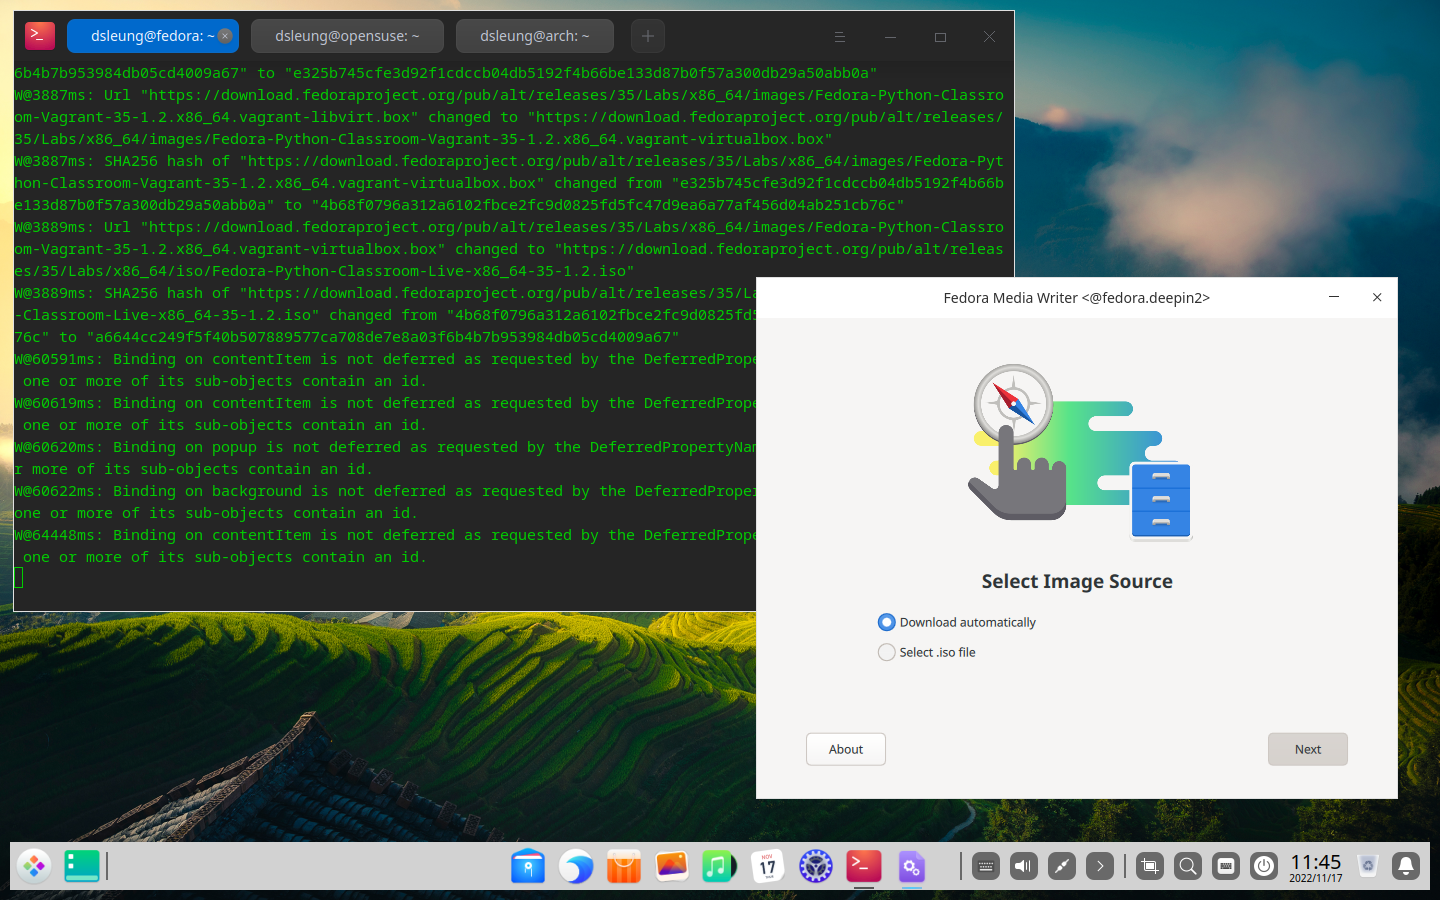 dsleung@fedora: ~
dsleung@opensuse: ~
dsleung@arch: ~
6b4b7b953984db05cd4009a67" to "e325b745cfe3d92f1cdccb04db5192f4b66be133d87b0f57a300db29a50abb0a"
W@3887ms: Url "https://download.fedoraproject.org/pub/alt/releases/35/Labs/x86_64/images/Fedora-Python-Classro
om-Vagrant-35-1.2.x86_64.vagrant-libvirt.box" changed to "https://download.fedoraproject.org/pub/alt/releases/
35/Labs/x86_64/images/Fedora-Python-Classroom-Vagrant-35-1.2.x86_64.vagrant-virtualbox.box"
W@3887ms: SHA256 hash of "https://download.fedoraproject.org/pub/alt/releases/35/Labs/x86_64/images/Fedora-Pyt
hon-Classroom-Vagrant-35-1.2.x86_64.vagrant-virtualbox.box" changed from "e325b745cfe3d92f1cdccb04db5192f4b66b
e133d87b0f57a300db29a50abb0a" to "4b68f0796a312a6102fbce2fc9d0825fd5fc47d9ea6a77af456d04ab251cb76c"
W@3889ms: Url "https://download.fedoraproject.org/pub/alt/releases/35/Labs/x86_64/images/Fedora-Python-Classro
om-Vagrant-35-1.2.x86_64.vagrant-virtualbox.box" changed to "https://download.fedoraproject.org/pub/alt/releas
es/35/Labs/x86_64/iso/Fedora-Python-Classroom-Live-x86_64-35-1.2.iso"
W@3889ms: SHA256 hash of "https://download.fedoraproject.org/pub/alt/releases/35/La
-Classroom-Live-x86_64-35-1.2.iso" changed from "4b68f0796a312a6102fbce2fc9d0825fd5
76c" to "a6644cc249f5f40b507889577ca708de7e8a03f6b4b7b953984db05cd4009a67"
W@60591ms: Binding on contentItem is not deferred as requested by the DeferredPrope
one or more of its sub-objects contain an id.
W@60619ms: Binding on contentItem is not deferred as requested by the DeferredPrope
one or more of its sub-objects contain an id.
W@60620ms: Binding on popup is not deferred as requested by the DeferredPropertyNam
r more of its sub-objects contain an id.
W@60622ms: Binding on background is not deferred as requested by the DeferredProper
one or more of its sub-objects contain an id.
W@64448ms: Binding on contentItem is not deferred as requested by the DeferredPrope
one or more of its sub-objects contain an id.
Fedora Media Writer <@fedora.deepin2>
Select Image Source
Download automatically
Select .iso file
About
Next
NOV
17
11:45
2022/11/17